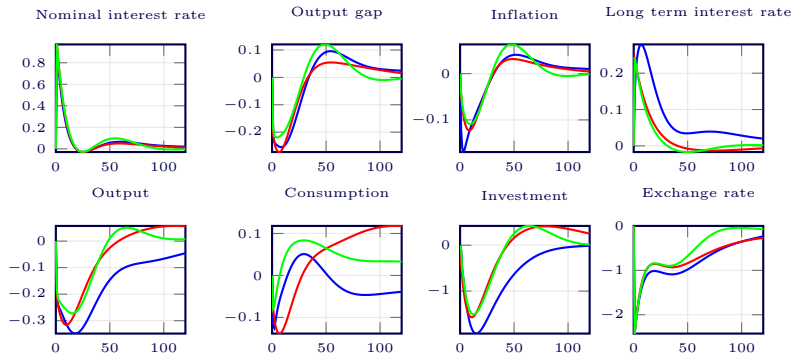 Nominal interest rate
Output gap
Inflation
Long term interest rate
0.8
0.6
0.4
0.2
0
0 50 100
0.1
0
−0.1
−0.2
0 50 100
0
−0.1
0 50 100
0.2
0.1
0
0 50 100
Output
Consumption
Investment
Exchange rate
0
−0.1
−0.2
−0.3
0 50 100
0.1
0
−0.1
0 50 100
0
−1
0 50 100
0
−1
−2
0 50 100